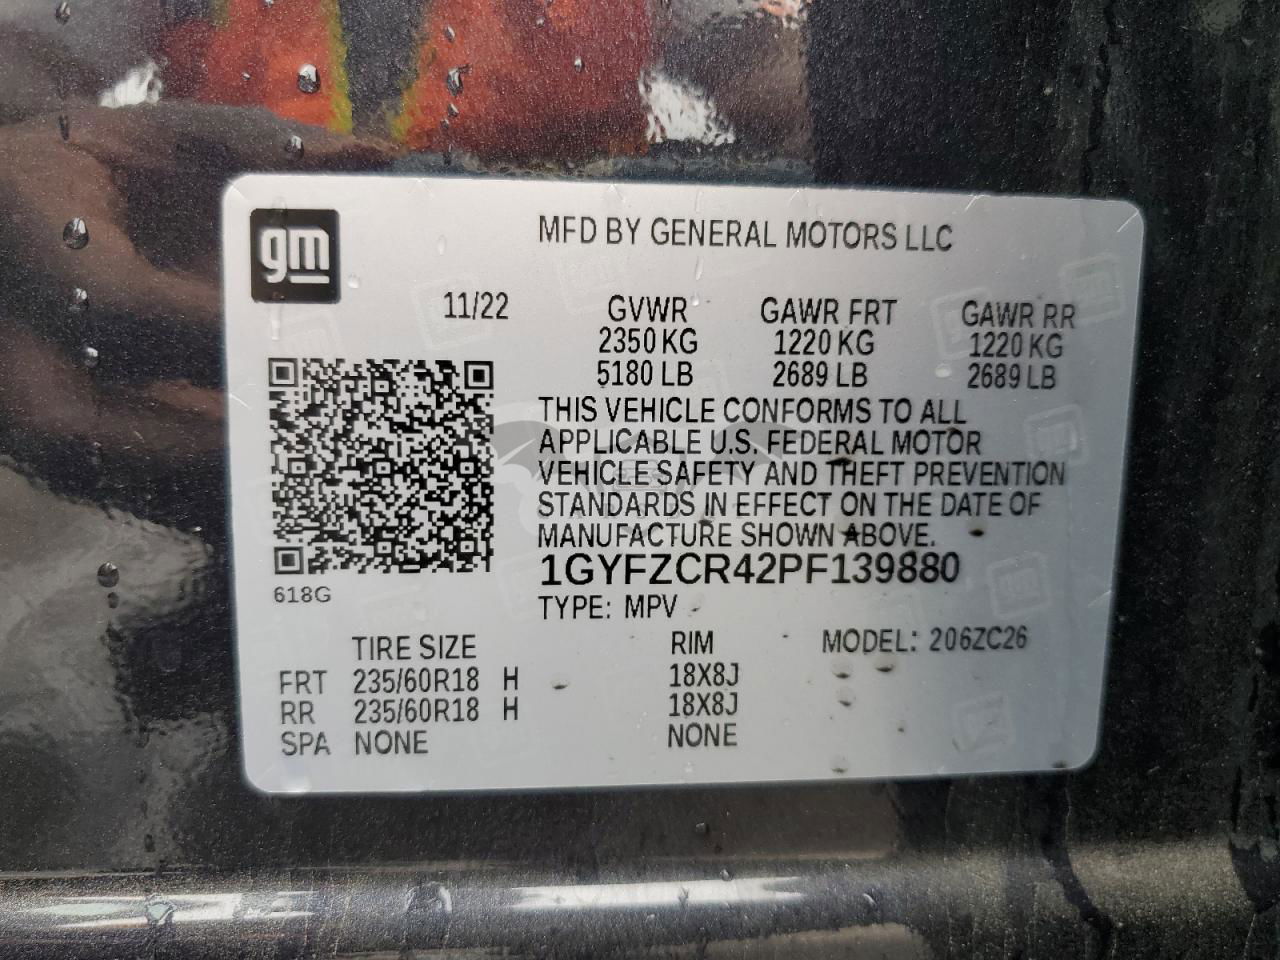 gm
MFD BY GENERAL MOTORS LLC
11/22 GVWR GAWR FRT GAWR RR
2350 KG 1220 KG 1220 KG
5180 LB 2689 LB 2689 LB
THIS VEHICLE CONFORMS TO ALL
APPLICABLE U.S. FEDERAL MOTOR
VEHICLE SAFETY AND THEFT PREVENTION
STANDARDS IN EFFECT ON THE DATE OF
MANUFACTURE SHOWN ABOVE.
1GYFZCR42PF139880
618G
TYPE: MPV
TIRE SIZE RIM MODEL: 206ZC26
FRT 235/60R18 H 18X8J
RR 235/60R18 H 18X8J
SPA NONE NONE